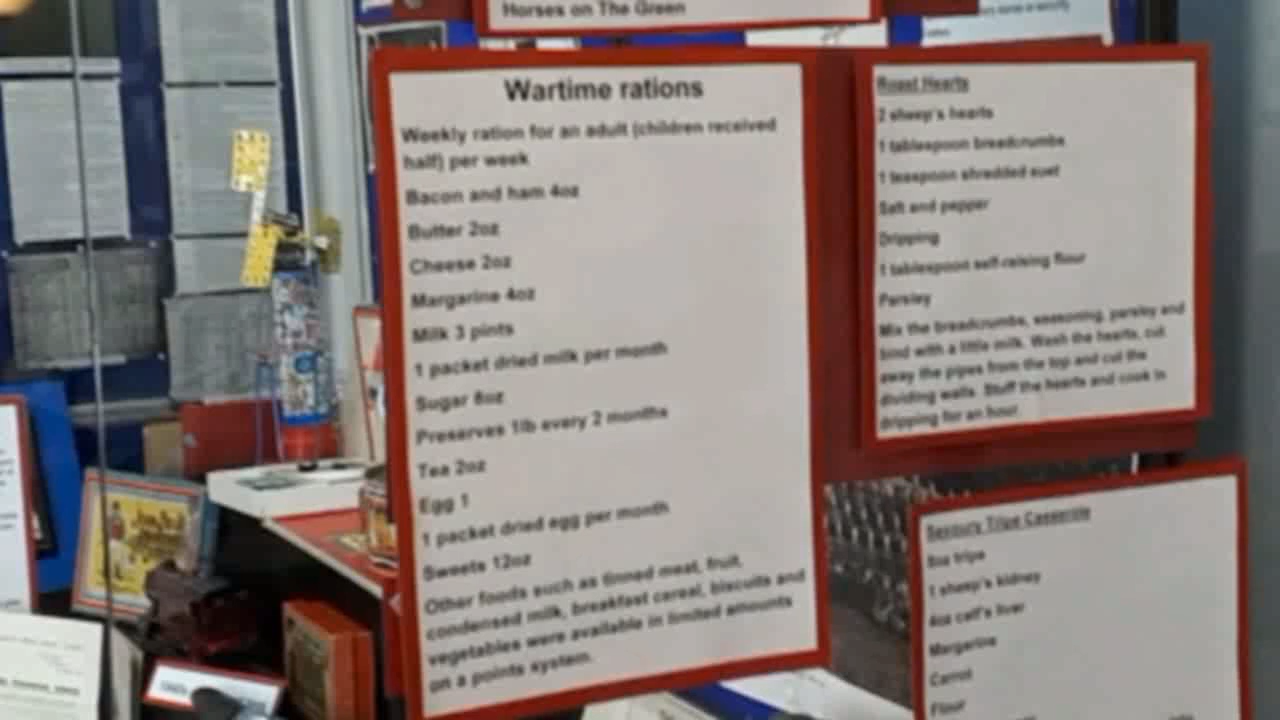 Horses on The Green
Wartime rations
Weekly ration for an adult (children received
half) per week
Bacon and ham 4oz
Butter 2oz
Cheese 2oz
Margarine 4oz
Milk 3 pints
1 packet dried milk per month
Sugar 8oz
Preserves 1lb every 2 months
Tea 2oz
Egg 1
1 packet dried egg per month
Sweets 12oz
Other foods such as tinned meat, fruit,
condensed milk, breakfast cereal, biscuits and
vegetables were available in limited amounts
on a points system.
Roast Hearts
2 sheep's hearts
1 tablespoon breadcrumbs
1 teaspoon shredded suet
Salt and pepper
Dripping
1 tablespoon self-raising flour
Parsley
Mix the breadcrumbs, seasoning, parsley and
bind with a little milk. Wash the hearts, cut
away the pipes from the top and cut the
dividing walls. Stuff the hearts and cook in
dripping for an hour.
Savoury Tripe Casserole
8oz tripe
1 sheep's kidney
4oz calf's liver
Margarine
Carrot
Flour